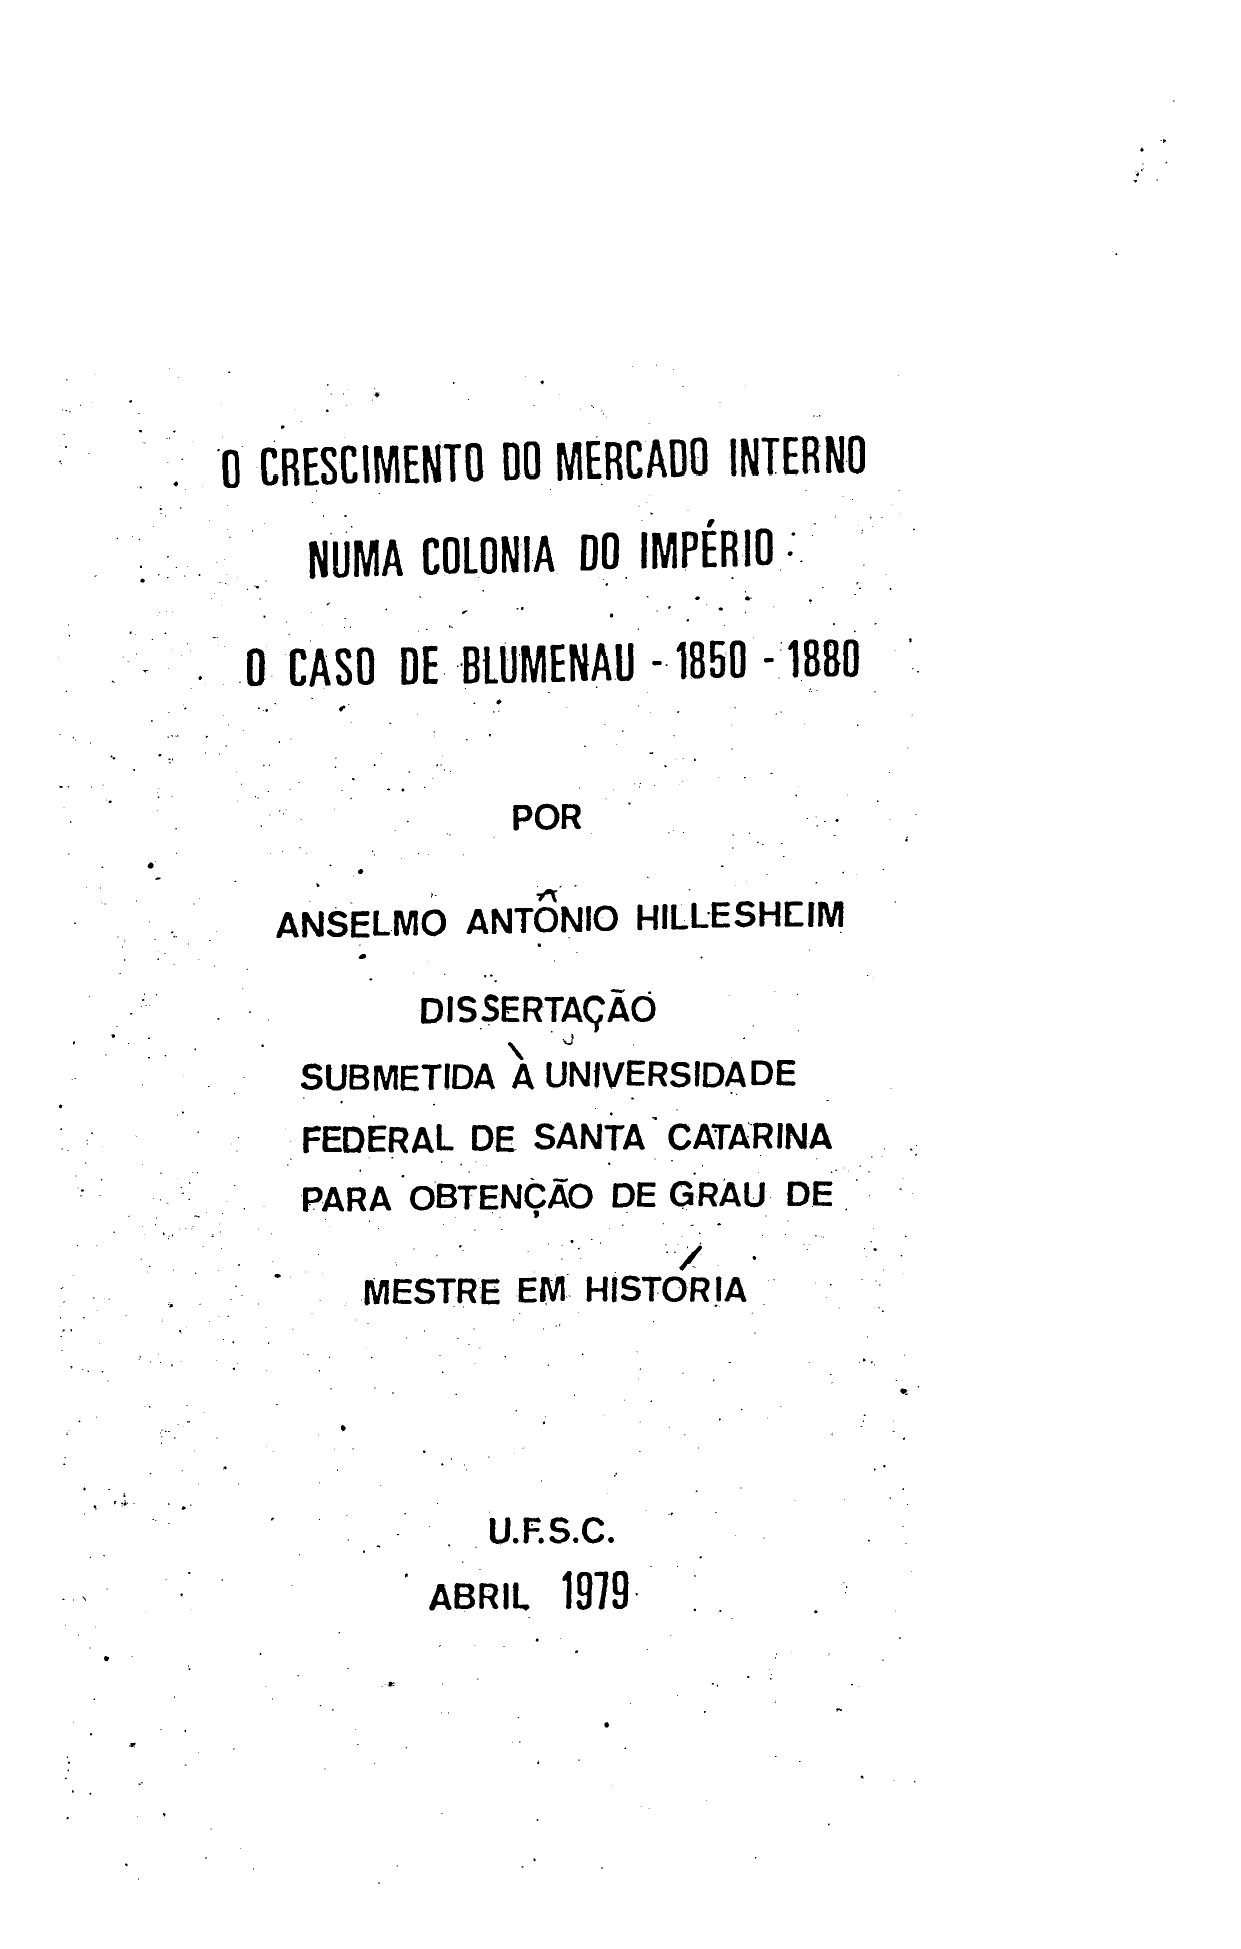 O CRESCIMENTO DO MERCADO INTERNO
NUMA COLONIA DO IMPÉRIO:
O CASO DE BLUMENAU - 1850 - 1880
POR
ANSELMO ANTÔNIO HILLESHEIM
DISSERTAÇÃO
SUBMETIDA À UNIVERSIDADE
FEDERAL DE SANTA CATARINA
PARA OBTENÇÃO DE GRAU DE
MESTRE EM HISTÓRIA
U.F.S.C.
ABRIL 1979